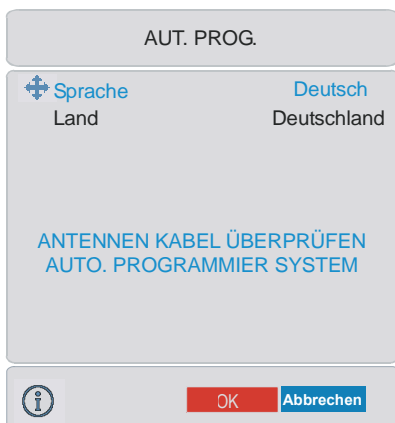 AUT. PROG.
Sprache Deutsch
Land Deutschland
ANTENNEN KABEL ÜBERPRÜFEN
AUTO. PROGRAMMIER SYSTEM
OK Abbrechen